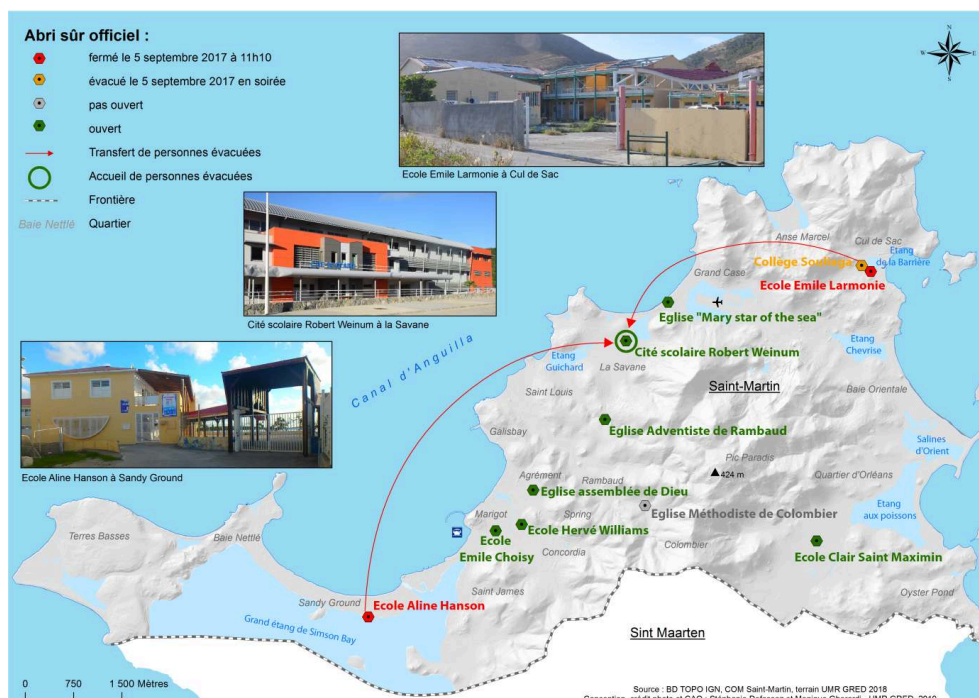 Abri sûr officiel :
fermé le 5 septembre 2017 à 11h10
évacué le 5 septembre 2017 en soirée
pas ouvert
ouvert
Transfert de personnes évacuées
Accueil de personnes évacuées
Frontière
Baie Nettlé
Quartier
N
W
E
S
Ecole Emile Larmonie à Cul de Sac
Cité scolaire Robert Weinum à la Savane
Ecole Aline Hanson à Sandy Ground
Anse Marcel
Cul de Sac
Etang
de la Barrière
Collège Soualiga
Ecole Emile Larmonie
Grand Case
Eglise "Mary star of the sea"
Cité scolaire Robert Weinum
Etang
Chevrise
Etang
Guichard
La Savane
Canal d'Anguilla
Saint Louis
Saint-Martin
Baie Orientale
Galisbay
Eglise Adventiste de Rambaud
Salines
d'Orient
Pic Paradis
424 m
Quartier d'Orléans
Agrément
Rambaud
Eglise assemblée de Dieu
Etang
aux poissons
Marigot
Spring
Eglise Méthodiste de Colombier
Ecole Hervé Williams
Ecole
Emile Choisy
Concordia
Colombier
Ecole Clair Saint Maximin
Terres Basses
Baie Nettlé
Saint James
Oyster Pond
Sandy Ground
Ecole Aline Hanson
Grand étang de Simson Bay
Sint Maarten
0 750 1 500 Mètres
Source : BD TOPO IGN, COM Saint-Martin, terrain UMR GRED 2018